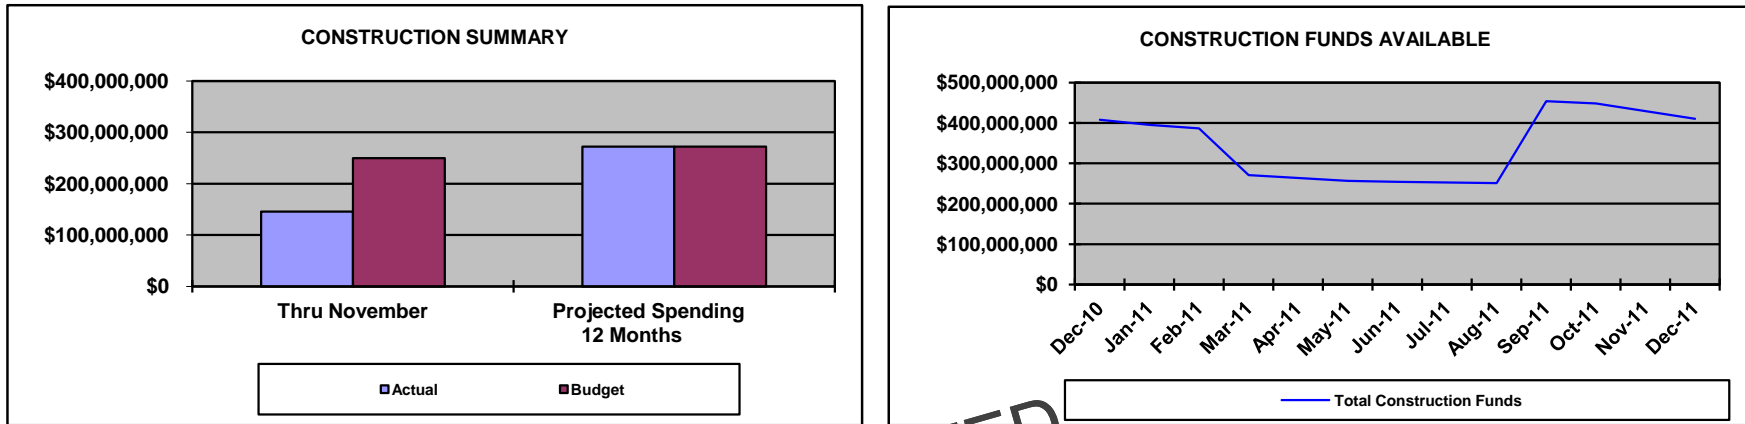 CONSTRUCTION SUMMARY
$400,000,000
$300,000,000
$200,000,000
$100,000,000
$0
Thru November
Projected Spending
12 Months
Actual
Budget
CONSTRUCTION FUNDS AVAILABLE
$500,000,000
$400,000,000
$300,000,000
$200,000,000
$100,000,000
$0
Dec-10
Jan-11
Feb-11
Mar-11
Apr-11
May-11
Jun-11
Jul-11
Aug-11
Sep-11
Oct-11
Nov-11
Dec-11
Total Construction Funds